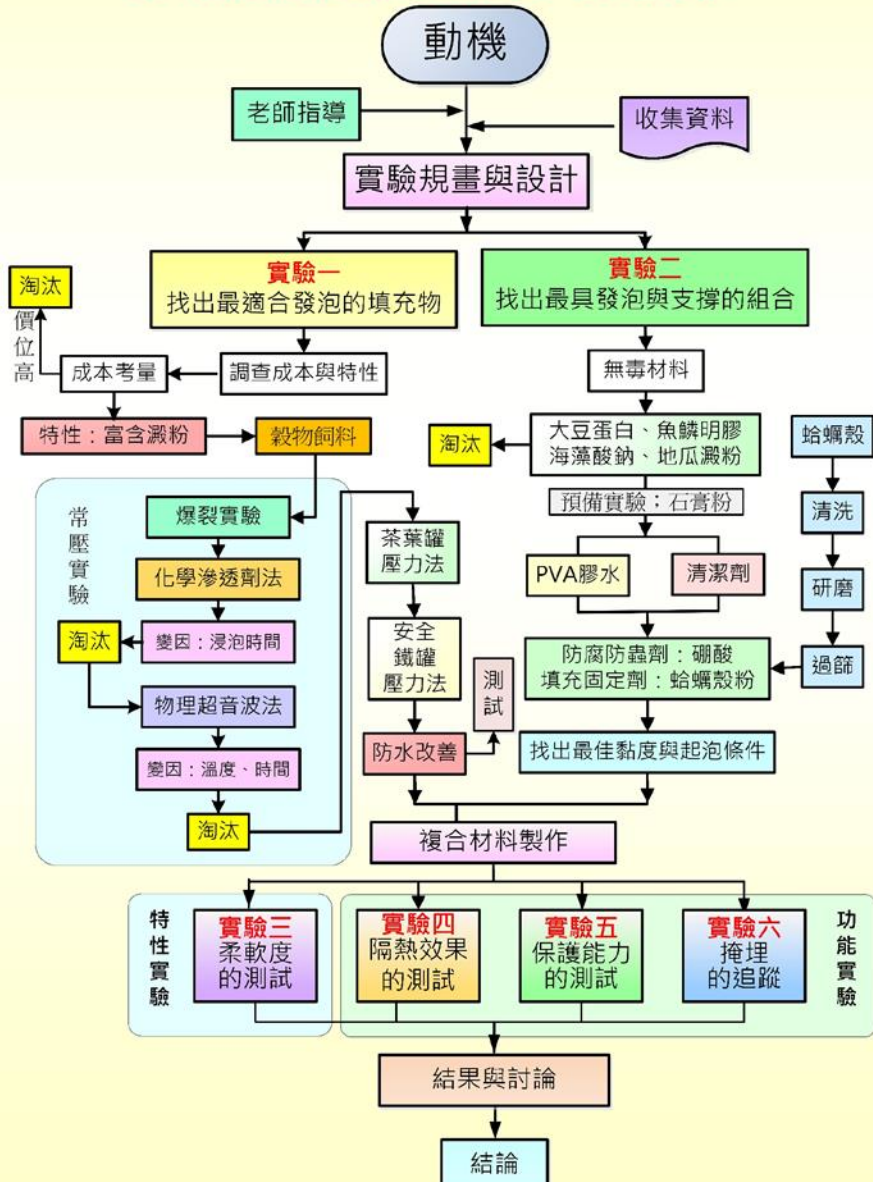 動機
老師指導
收集資料
實驗規畫與設計
實驗一
找出最適合發泡的填充物
實驗二
找出最具發泡與支撐的組合
淘汰
價位高
成本考量
調查成本與特性
特性：富含澱粉
穀物飼料
無毒材料
淘汰
大豆蛋白、魚鱗明膠
海藻酸鈉、地瓜澱粉
預備實驗；石膏粉
PVA膠水
清潔劑
蛤蠣殼
清洗
研磨
過篩
防腐防蟲劑：硼酸
填充固定劑：蛤蠣殼粉
找出最佳黏度與起泡條件
常壓實驗
爆裂實驗
化學滲透劑法
變因：浸泡時間
淘汰
物理超音波法
變因：溫度、時間
淘汰
茶葉罐
壓力法
安全
鐵罐
壓力法
防水改善
測試
複合材料製作
特性實驗
實驗三
柔軟度
的測試
實驗四
隔熱效果
的測試
實驗五
保護能力
的測試
實驗六
掩埋
的追蹤
功能實驗
結果與討論
結論